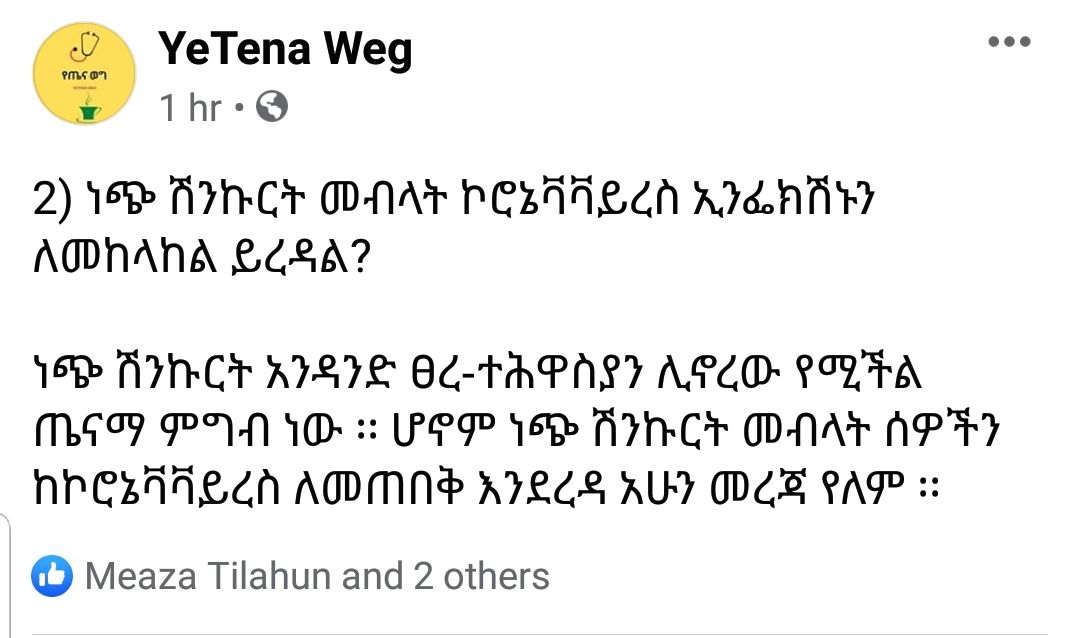 YeTena Weg
የጤና ወግ
1 hr •
2) ነጭ ሽንኩርት መብላት ኮሮኔቫቫይረስ ኢንፌክሽኑን
ለመከላከል ይረዳል?
ነጭ ሽንኩርት አንዳንድ ፀረ-ተሕዋስያን ሊኖረው የሚችል
ጤናማ ምግብ ነው ። ሆኖም ነጭ ሽንኩርት መብላት ሰዎችን
ከኮሮኔቫቫይረስ ለመጠበቅ እንደረዳ አሁን መረጃ የለም ።
Meaza Tilahun and 2 others